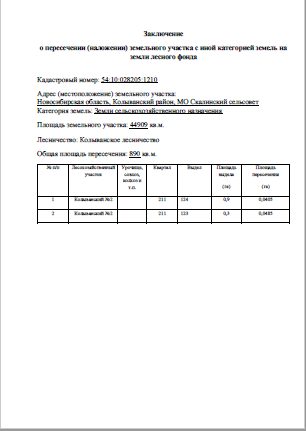 Заключение
о пересечении (наложении) земельного участка с иной категорией земель на
земли лесного фонда
Кадастровый номер: 54:10:028205:1210
Адрес (местоположение) земельного участка:
Новосибирская область, Колыванский район, МО Скалинский сельсовет
Категория земель: Земли сельскохозяйственного назначения
Площадь земельного участка: 44909 кв.м.
Лесничество: Колыванское лесничество
Общая площадь пересечения: 890 кв.м.
№ п/п Лесохозяйственный участок Урочище, совхоз, колхоз и т.п. Квартал Выдел Площадь выдела (га) Площадь пересечения (га)
1 Колыванский №2 211 124 0,9 0,0405
2 Колыванский №2 211 123 0,3 0,0485